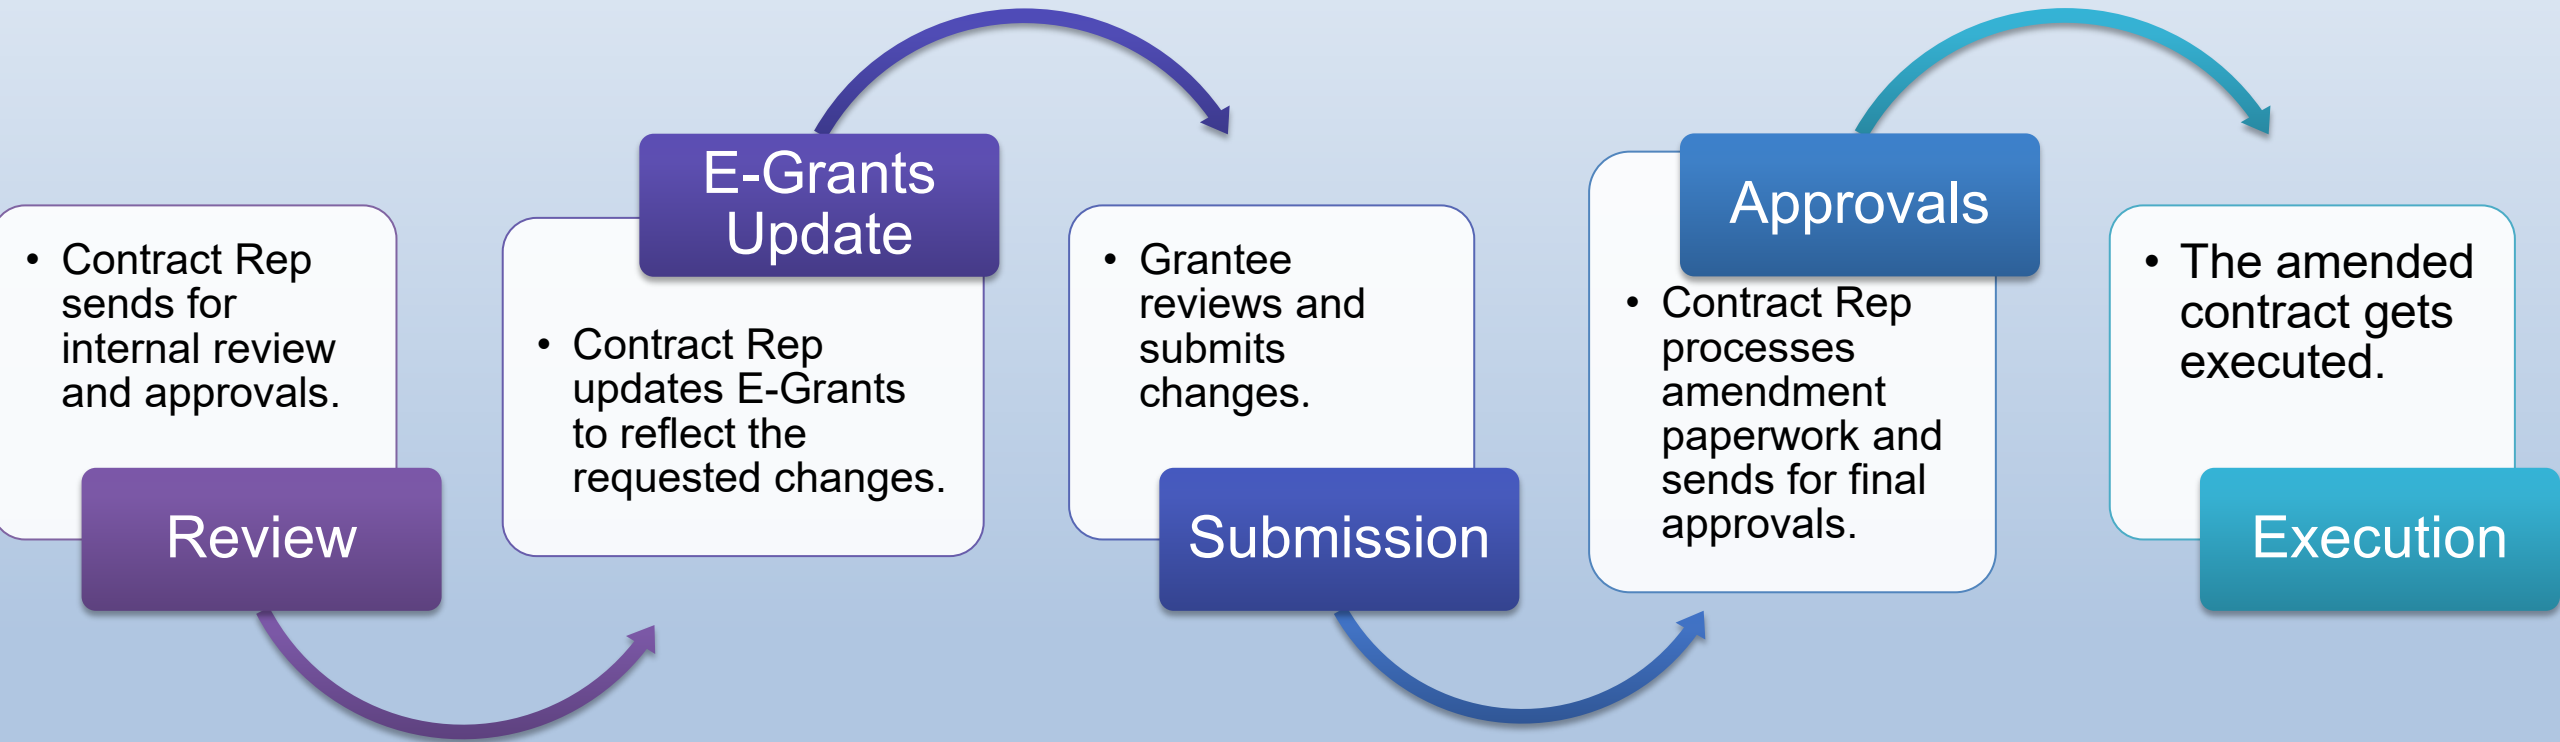 • Contract Rep
sends for
internal review
and approvals.
Review
E-Grants
Update
• Contract Rep
updates E-Grants
to reflect the
requested changes.
• Grantee
reviews and
submits
changes.
Submission
Approvals
• Contract Rep
processes
amendment
paperwork and
sends for final
approvals.
• The amended
contract gets
executed.
Execution